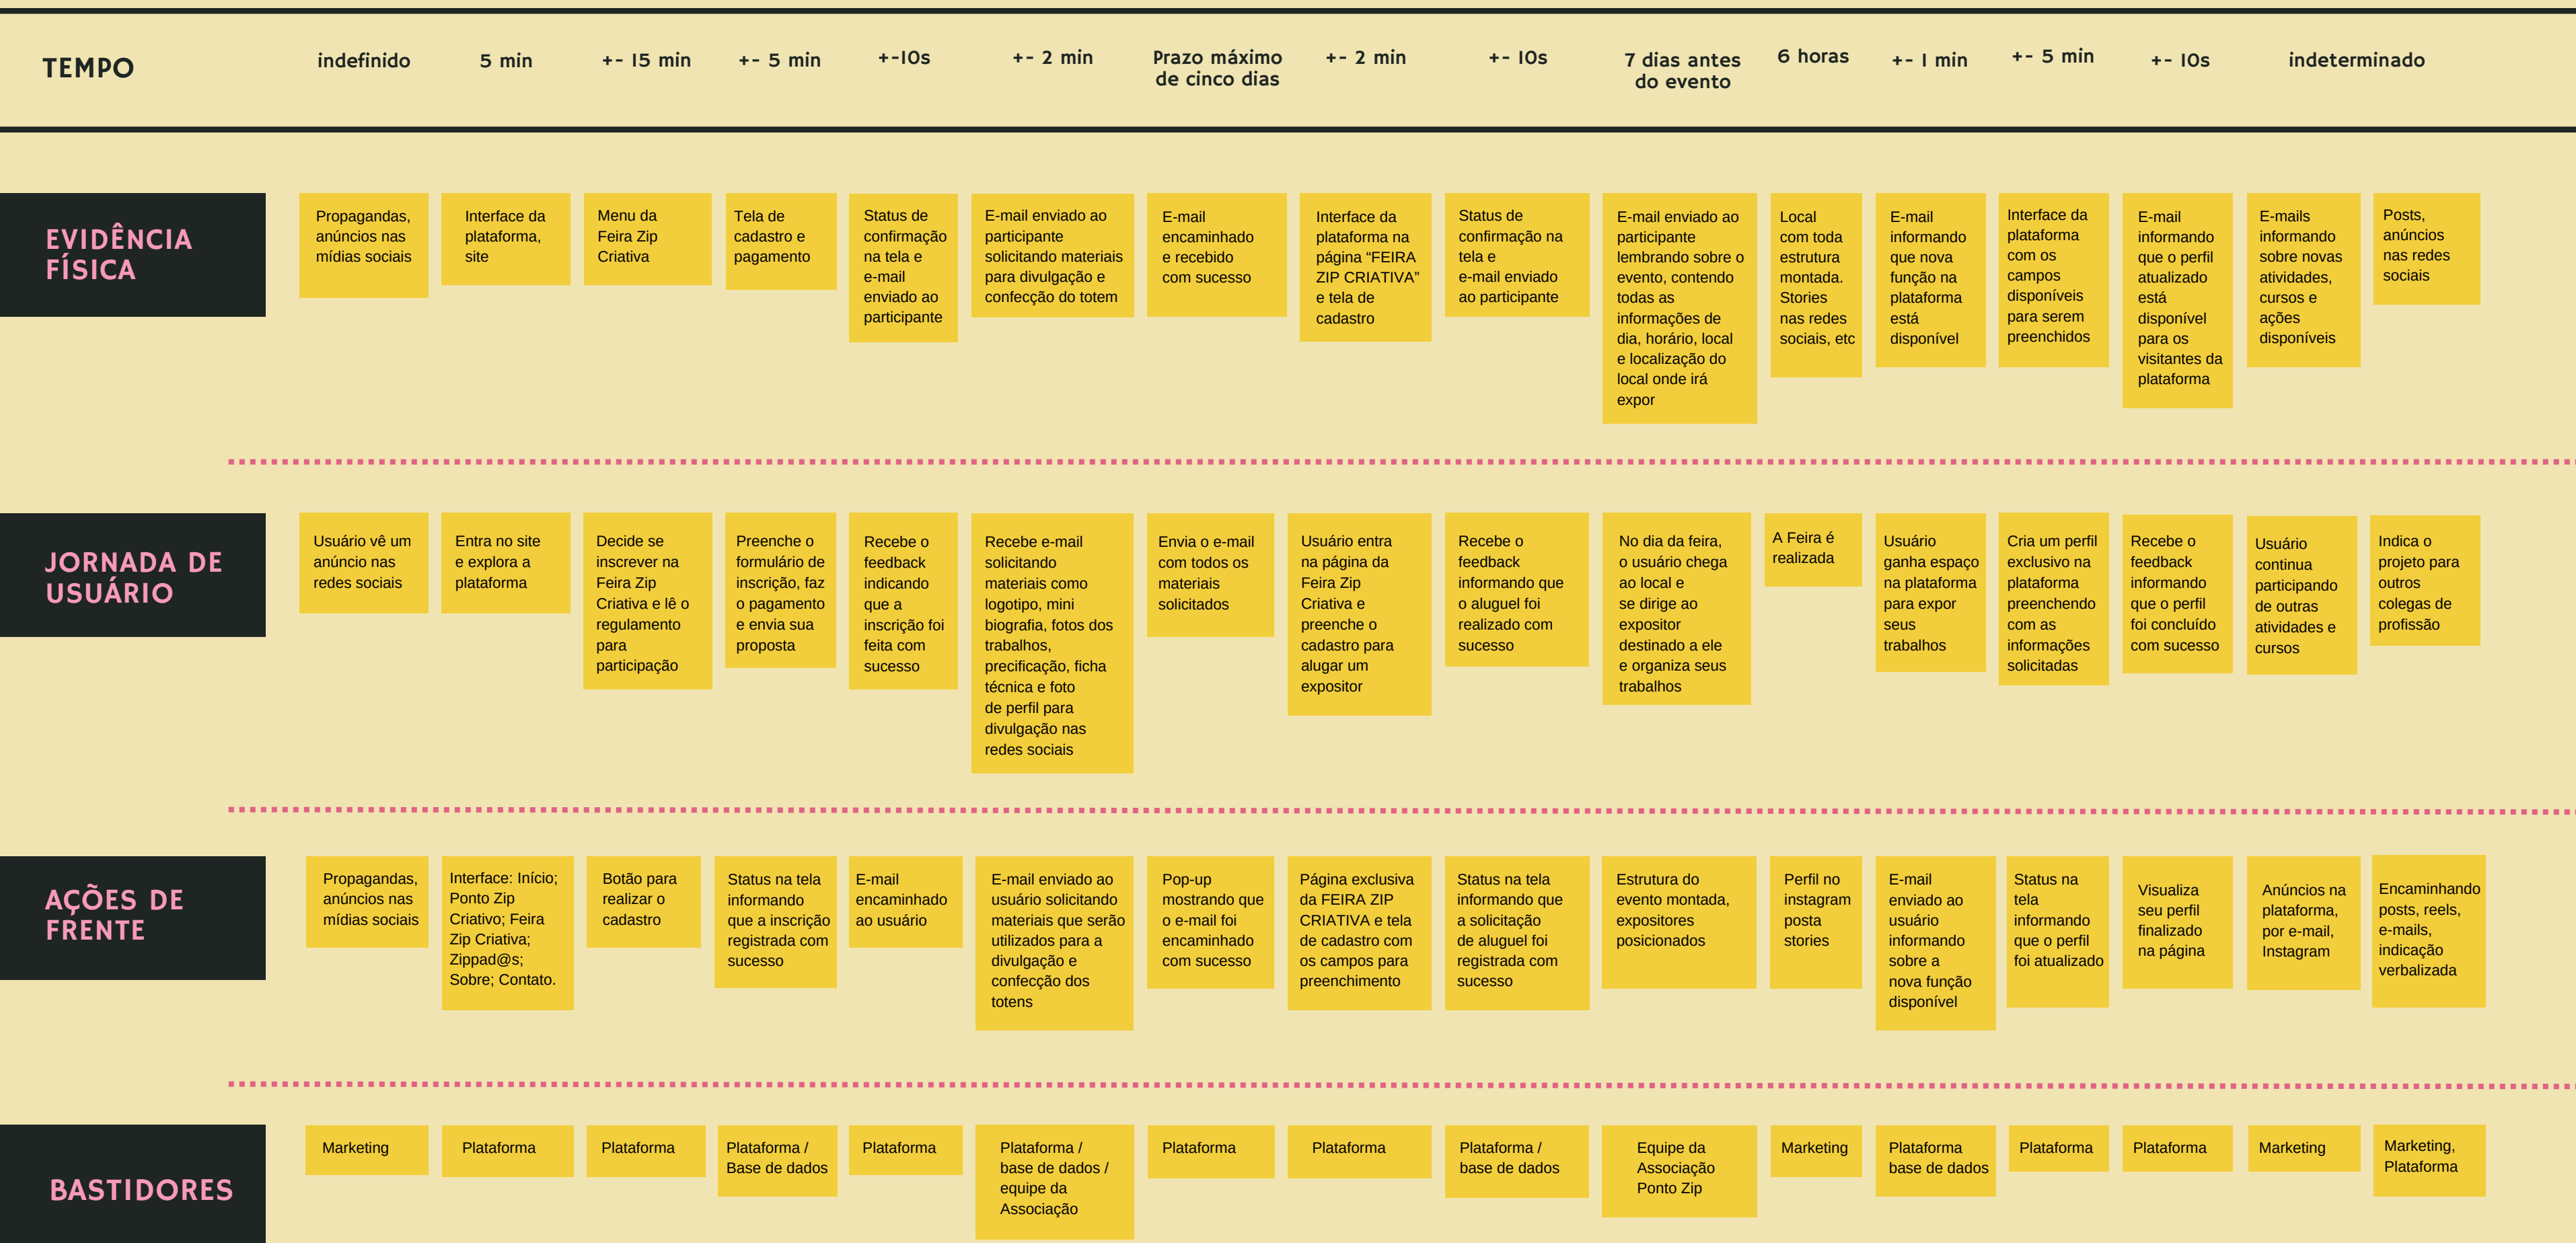 TEMPO
indefinido
5 min
+- 15 min
+- 5 min
+-10s
+- 2 min
Prazo máximo
de cinco dias
+- 2 min
+- 10s
7 dias antes
do evento
6 horas
+- 1 min
+- 5 min
+- 10s
indeterminado
EVIDÊNCIA
FÍSICA
Propagandas,
anúncios nas
mídias sociais
Interface da
plataforma,
site
Menu da
Feira Zip
Criativa
Tela de
cadastro e
pagamento
Status de
confirmação
na tela e
e-mail
enviado ao
participante
E-mail enviado ao
participante
solicitando materiais
para divulgação e
confecção do totem
E-mail
encaminhado
e recebido
com sucesso
Interface da
plataforma na
página “FEIRA
ZIP CRIATIVA”
e tela de
cadastro
Status de
confirmação na
tela e
e-mail enviado
ao participante
E-mail enviado ao
participante
lembrando sobre o
evento, contendo
todas as
informações de
dia, horário, local
e localização do
local onde irá
expor
Local
com toda
estrutura
montada.
Stories
nas redes
sociais, etc
E-mail
informando
que nova
função na
plataforma
está
disponível
Interface da
plataforma
com os
campos
disponíveis
para serem
preenchidos
E-mail
informando
que o perfil
atualizado
está
disponível
para os
visitantes da
plataforma
E-mails
informando
sobre novas
atividades,
cursos e
ações
disponíveis
Posts,
anúncios
nas redes
sociais
JORNADA DE
USUÁRIO
Usuário vê um
anúncio nas
redes sociais
Entra no site
e explora a
plataforma
Decide se
inscrever na
Feira Zip
Criativa e lê o
regulamento
para
participação
Preenche o
formulário de
inscrição, faz
o pagamento
e envia sua
proposta
Recebe o
feedback
indicando
que a
inscrição foi
feita com
sucesso
Recebe e-mail
solicitando
materiais como
logotipo, mini
biografia, fotos dos
trabalhos,
precificação, ficha
técnica e foto
de perfil para
divulgação nas
redes sociais
Envia o e-mail
com todos os
materiais
solicitados
Usuário entra
na página da
Feira Zip
Criativa e
preenche o
cadastro para
alugar um
expositor
Recebe o
feedback
informando que
o aluguel foi
realizado com
sucesso
No dia da feira,
o usuário chega
ao local e
se dirige ao
expositor
destinado a ele
e organiza seus
trabalhos
A Feira é
realizada
Usuário
ganha espaço
na plataforma
para expor
seus
trabalhos
Cria um perfil
exclusivo na
plataforma
preenchendo
com as
informações
solicitadas
Recebe o
feedback
informando
que o perfil
foi concluído
com sucesso
Usuário
continua
participando
de outras
atividades e
cursos
Indica o
projeto para
outros
colegas de
profissão
AÇÕES DE
FRENTE
Propagandas,
anúncios nas
mídias sociais
Interface: Início;
Ponto Zip
Criativo; Feira
Zip Criativa;
Zippad@s;
Sobre; Contato.
Botão para
realizar o
cadastro
Status na tela
informando
que a inscrição
registrada com
sucesso
E-mail
encaminhado
ao usuário
E-mail enviado ao
usuário solicitando
materiais que serão
utilizados para a
divulgação e
confecção dos
totens
Pop-up
mostrando que
o e-mail foi
encaminhado
com sucesso
Página exclusiva
da FEIRA ZIP
CRIATIVA e tela
de cadastro com
os campos para
preenchimento
Status na tela
informando que
a solicitação
de aluguel foi
registrada com
sucesso
Estrutura do
evento montada,
expositores
posicionados
Perfil no
instagram
posta
stories
E-mail
enviado ao
usuário
informando
sobre a
nova função
disponível
Status na
tela
informando
que o perfil
foi atualizado
Visualiza
seu perfil
finalizado
na página
Anúncios na
plataforma,
por e-mail,
Instagram
Encaminhando
posts, reels,
e-mails,
indicação
verbalizada
BASTIDORES
Marketing
Plataforma
Plataforma
Plataforma /
Base de dados
Plataforma
Plataforma /
base de dados /
equipe da
Associação
Plataforma
Plataforma
Plataforma /
base de dados
Equipe da
Associação
Ponto Zip
Marketing
Plataforma
base de dados
Plataforma
Plataforma
Marketing
Marketing,
Plataforma